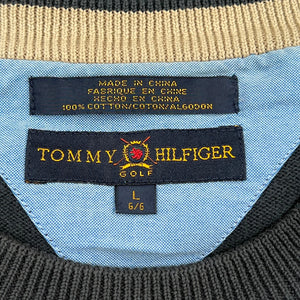 MADE IN CHINA
FABRIQUE EN CHINE
HECHO EN CHINA
100% COTTON/COTON/ALGODON
TOMMY HILFIGER
GOLF
L
G/G